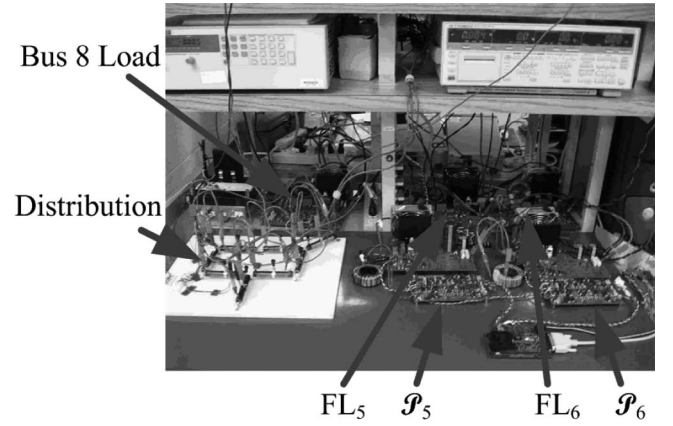 Bus 8 Load
Distribution
FL₅ 𝒫₅ FL₆ 𝒫₆